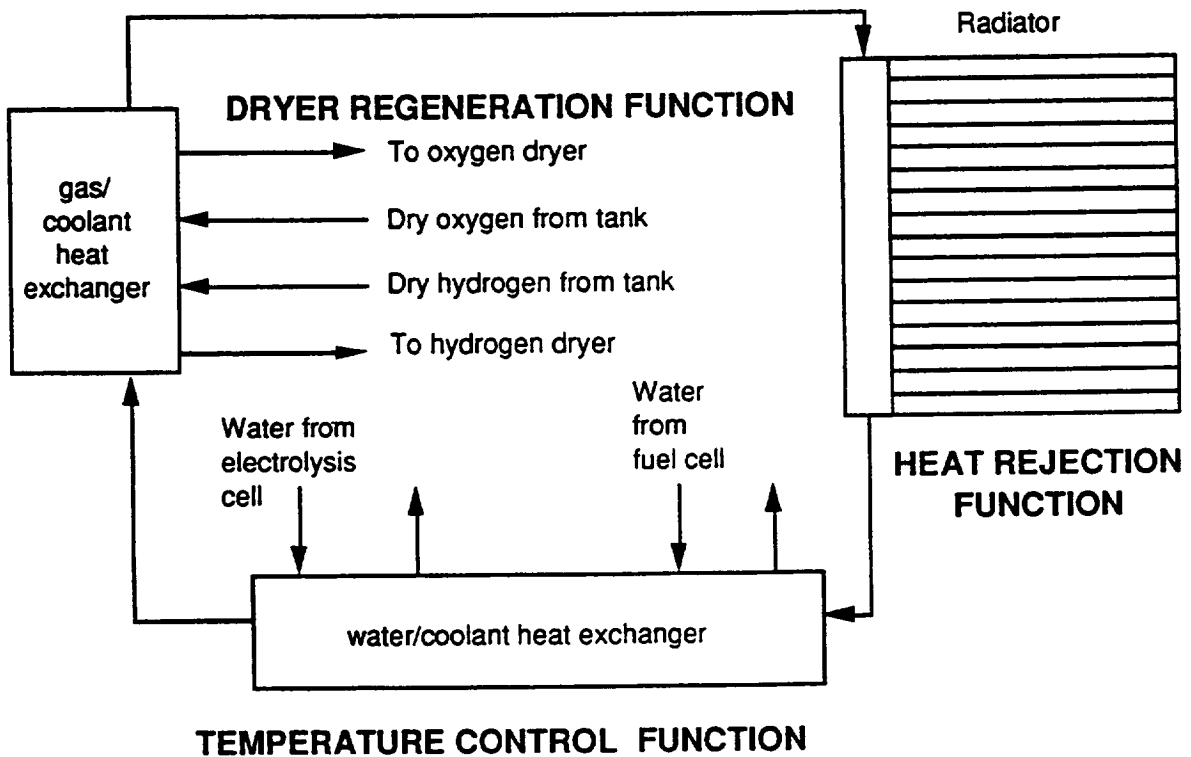 Radiator
DRYER REGENERATION FUNCTION
To oxygen dryer
gas/
coolant
heat
exchanger
Dry oxygen from tank
Dry hydrogen from tank
To hydrogen dryer
Water from
electrolysis
cell
Water
from
fuel cell
HEAT REJECTION
FUNCTION
water/coolant heat exchanger
TEMPERATURE CONTROL FUNCTION